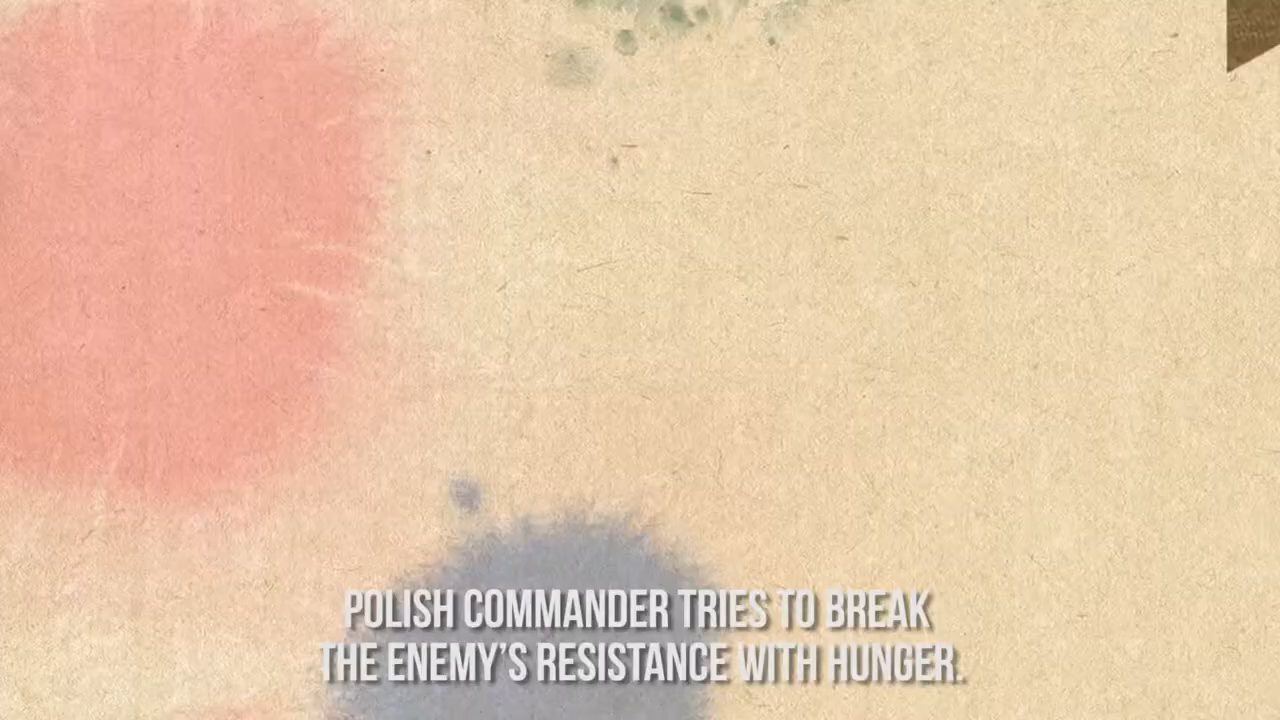 POLISH COMMANDER TRIES TO BREAK
THE ENEMY'S RESISTANCE WITH HUNGER.